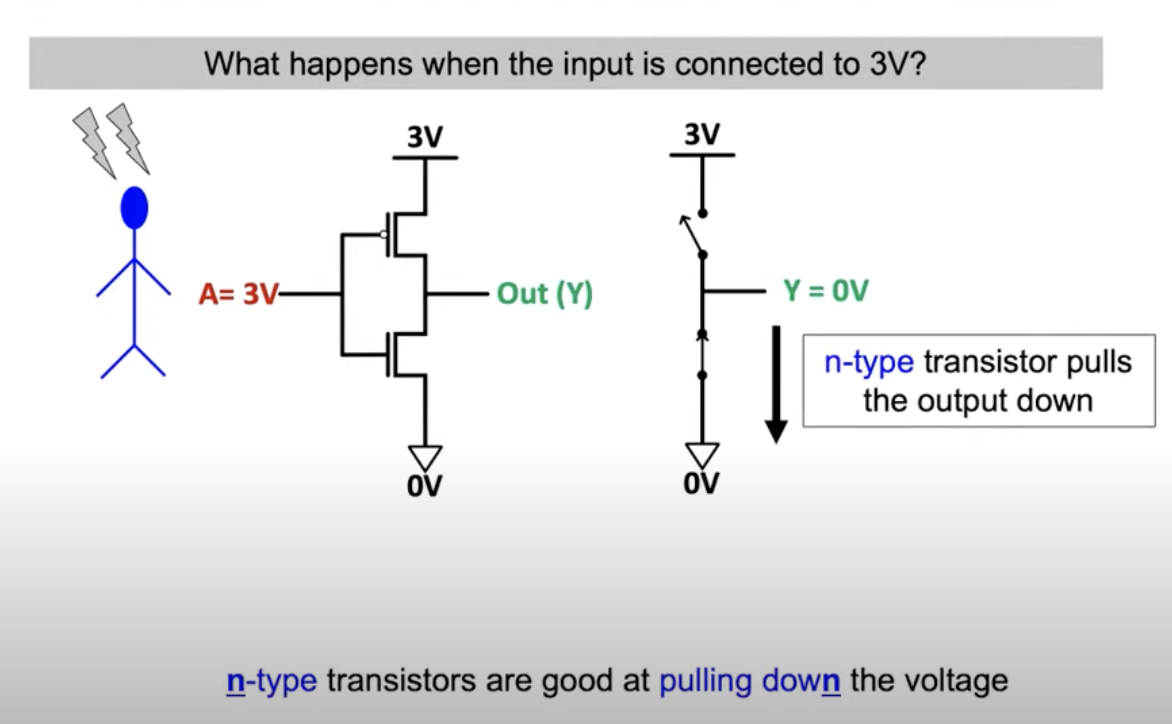 What happens when the input is connected to 3V?
3V
A= 3V
Out (Y)
0V
3V
Y = 0V
n-type transistor pulls
the output down
0V
n-type transistors are good at pulling down the voltage